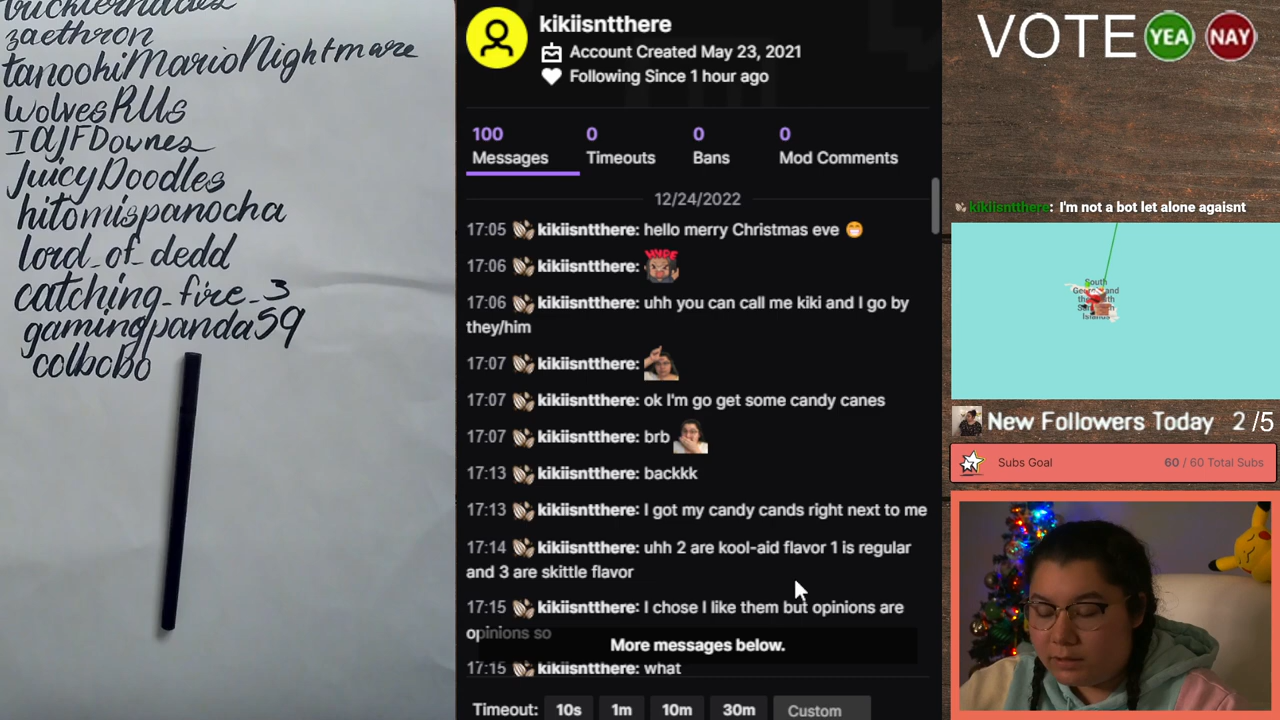 zaethron
tanookiMarioNightmare
WolvesRUs
IAJFDownes
JuicyDoodles
hitomispanocha
lord_of_dedd
catching_fire_3
gamingpanda59
colbobo
kikiisntthere
Account Created May 23, 2021
Following Since 1 hour ago
100 0 0 0
Messages Timeouts Bans Mod Comments
12/24/2022
17:05 kikiisntthere: hello merry Christmas eve 😁
17:06 kikiisntthere: HYPE
17:06 kikiisntthere: uhh you can call me kiki and I go by
they/him
17:07 kikiisntthere:
17:07 kikiisntthere: ok I'm go get some candy canes
17:07 kikiisntthere: brb
17:13 kikiisntthere: backkk
17:13 kikiisntthere: I got my candy cands right next to me
17:14 kikiisntthere: uhh 2 are kool-aid flavor 1 is regular
and 3 are skittle flavor
17:15 kikiisntthere: I chose I like them but opinions are
opinions so
More messages below.
17:15 kikiisntthere: what
Timeout: 10s 1m 10m 30m Custom
VOTE YEA NAY
kikiisntthere: I'm not a bot let alone agaisnt
South
Islands
New Followers Today 2 /5
Subs Goal 60 / 60 Total Subs